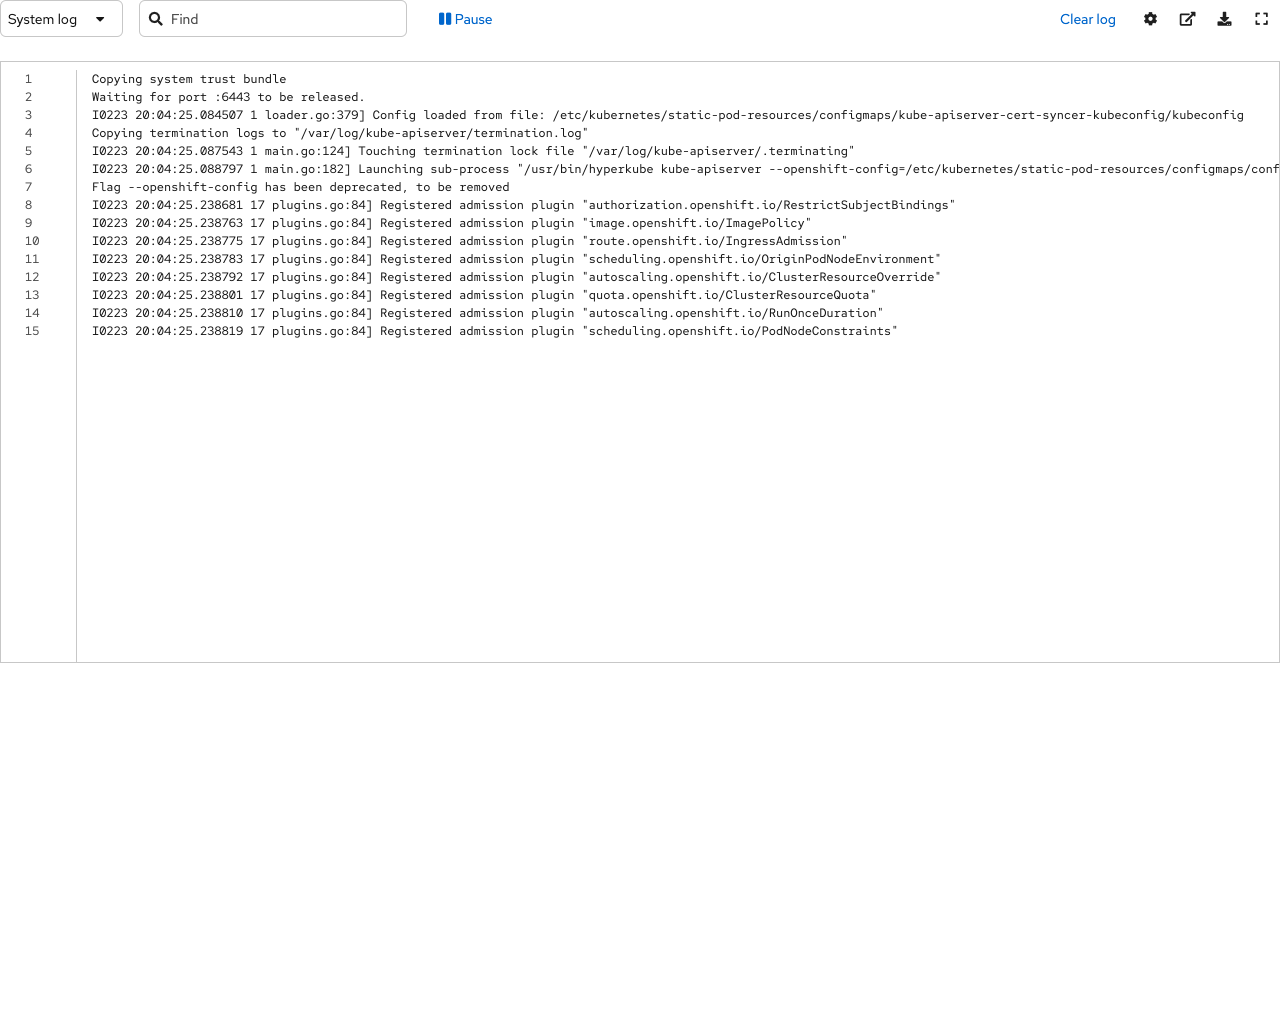 System log
Find
Pause
Clear log
1 Copying system trust bundle
2 Waiting for port :6443 to be released.
3 I0223 20:04:25.084507 1 loader.go:379] Config loaded from file: /etc/kubernetes/static-pod-resources/configmaps/kube-apiserver-cert-syncer-kubeconfig/kubeconfig
4 Copying termination logs to "/var/log/kube-apiserver/termination.log"
5 I0223 20:04:25.087543 1 main.go:124] Touching termination lock file "/var/log/kube-apiserver/.terminating"
6 I0223 20:04:25.088797 1 main.go:182] Launching sub-process "/usr/bin/hyperkube kube-apiserver --openshift-config=/etc/kubernetes/static-pod-resources/configmaps/conf
7 Flag --openshift-config has been deprecated, to be removed
8 I0223 20:04:25.238681 17 plugins.go:84] Registered admission plugin "authorization.openshift.io/RestrictSubjectBindings"
9 I0223 20:04:25.238763 17 plugins.go:84] Registered admission plugin "image.openshift.io/ImagePolicy"
10 I0223 20:04:25.238775 17 plugins.go:84] Registered admission plugin "route.openshift.io/IngressAdmission"
11 I0223 20:04:25.238783 17 plugins.go:84] Registered admission plugin "scheduling.openshift.io/OriginPodNodeEnvironment"
12 I0223 20:04:25.238792 17 plugins.go:84] Registered admission plugin "autoscaling.openshift.io/ClusterResourceOverride"
13 I0223 20:04:25.238801 17 plugins.go:84] Registered admission plugin "quota.openshift.io/ClusterResourceQuota"
14 I0223 20:04:25.238810 17 plugins.go:84] Registered admission plugin "autoscaling.openshift.io/RunOnceDuration"
15 I0223 20:04:25.238819 17 plugins.go:84] Registered admission plugin "scheduling.openshift.io/PodNodeConstraints"